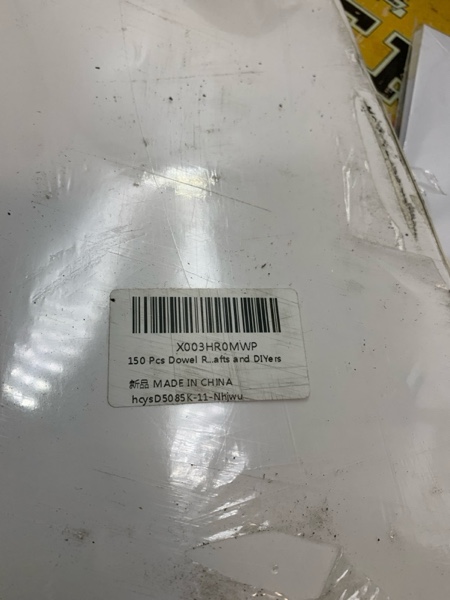 X003HR0MWP
150 Pcs Dowel R...afts and DIYers
新品 MADE IN CHINA
hcysD5085K-11-Nhjwu